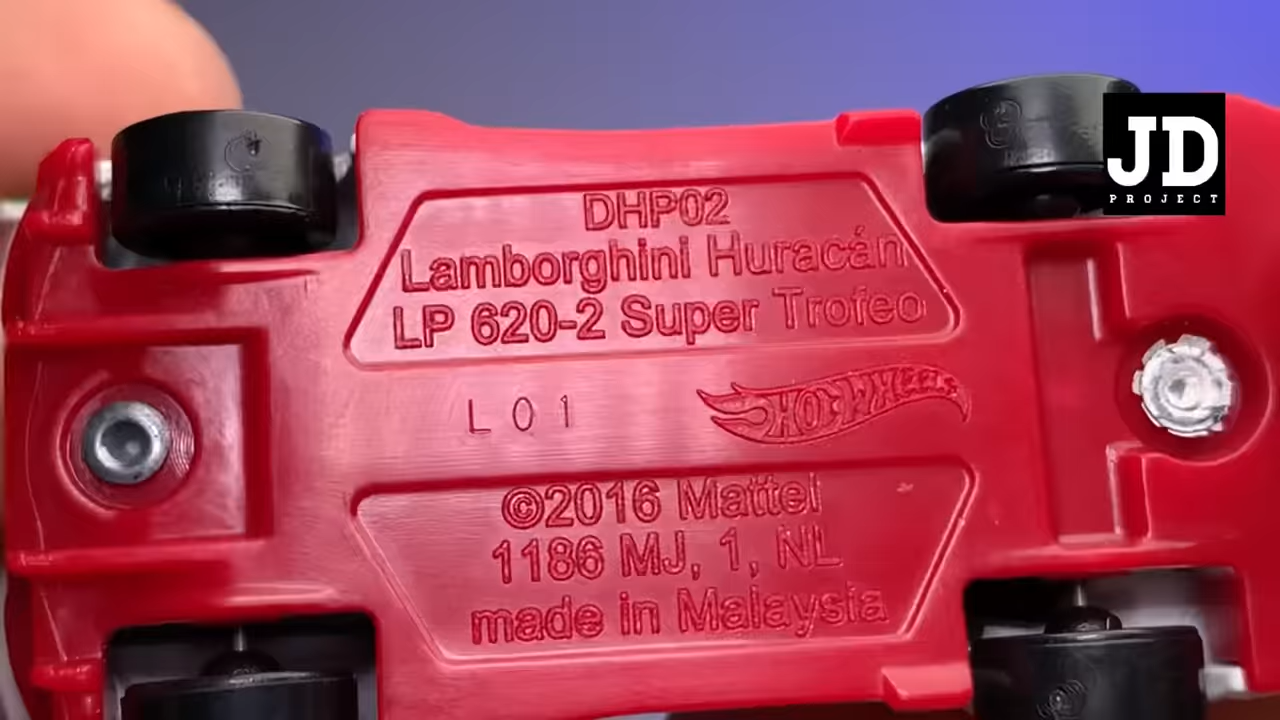 JD
PROJECT
DHP02
Lamborghini Huracán
LP 620-2 Super Trofeo
L01
HOT WHEELS
©2016 Mattel
1186 MJ, 1, NL
made in Malaysia